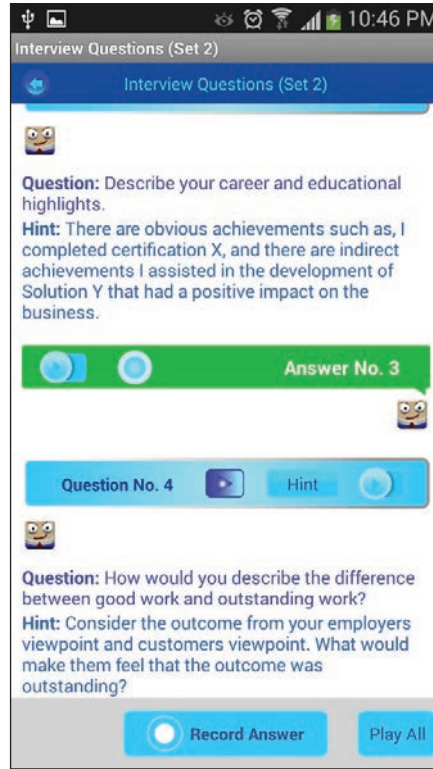 10:46 PM
Interview Questions (Set 2)
Interview Questions (Set 2)
Question: Describe your career and educational
highlights.
Hint: There are obvious achievements such as, I
completed certification X, and there are indirect
achievements I assisted in the development of
Solution Y that had a positive impact on the
business.
Answer No. 3
Question No. 4 Hint
Question: How would you describe the difference
between good work and outstanding work?
Hint: Consider the outcome from your employers
viewpoint and customers viewpoint. What would
make them feel that the outcome was
outstanding?
Record Answer Play All